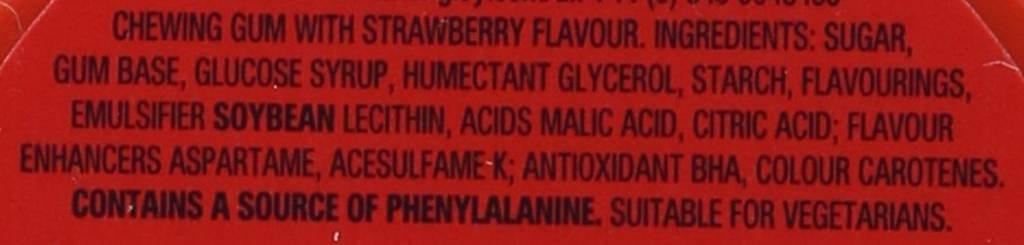 CHEWING GUM WITH STRAWBERRY FLAVOUR. INGREDIENTS: SUGAR,
GUM BASE, GLUCOSE SYRUP, HUMECTANT GLYCEROL, STARCH, FLAVOURINGS,
EMULSIFIER SOYBEAN LECITHIN, ACIDS MALIC ACID, CITRIC ACID; FLAVOUR
ENHANCERS ASPARTAME, ACESULFAME-K; ANTIOXIDANT BHA, COLOUR CAROTENES.
CONTAINS A SOURCE OF PHENYLALANINE. SUITABLE FOR VEGETARIANS.